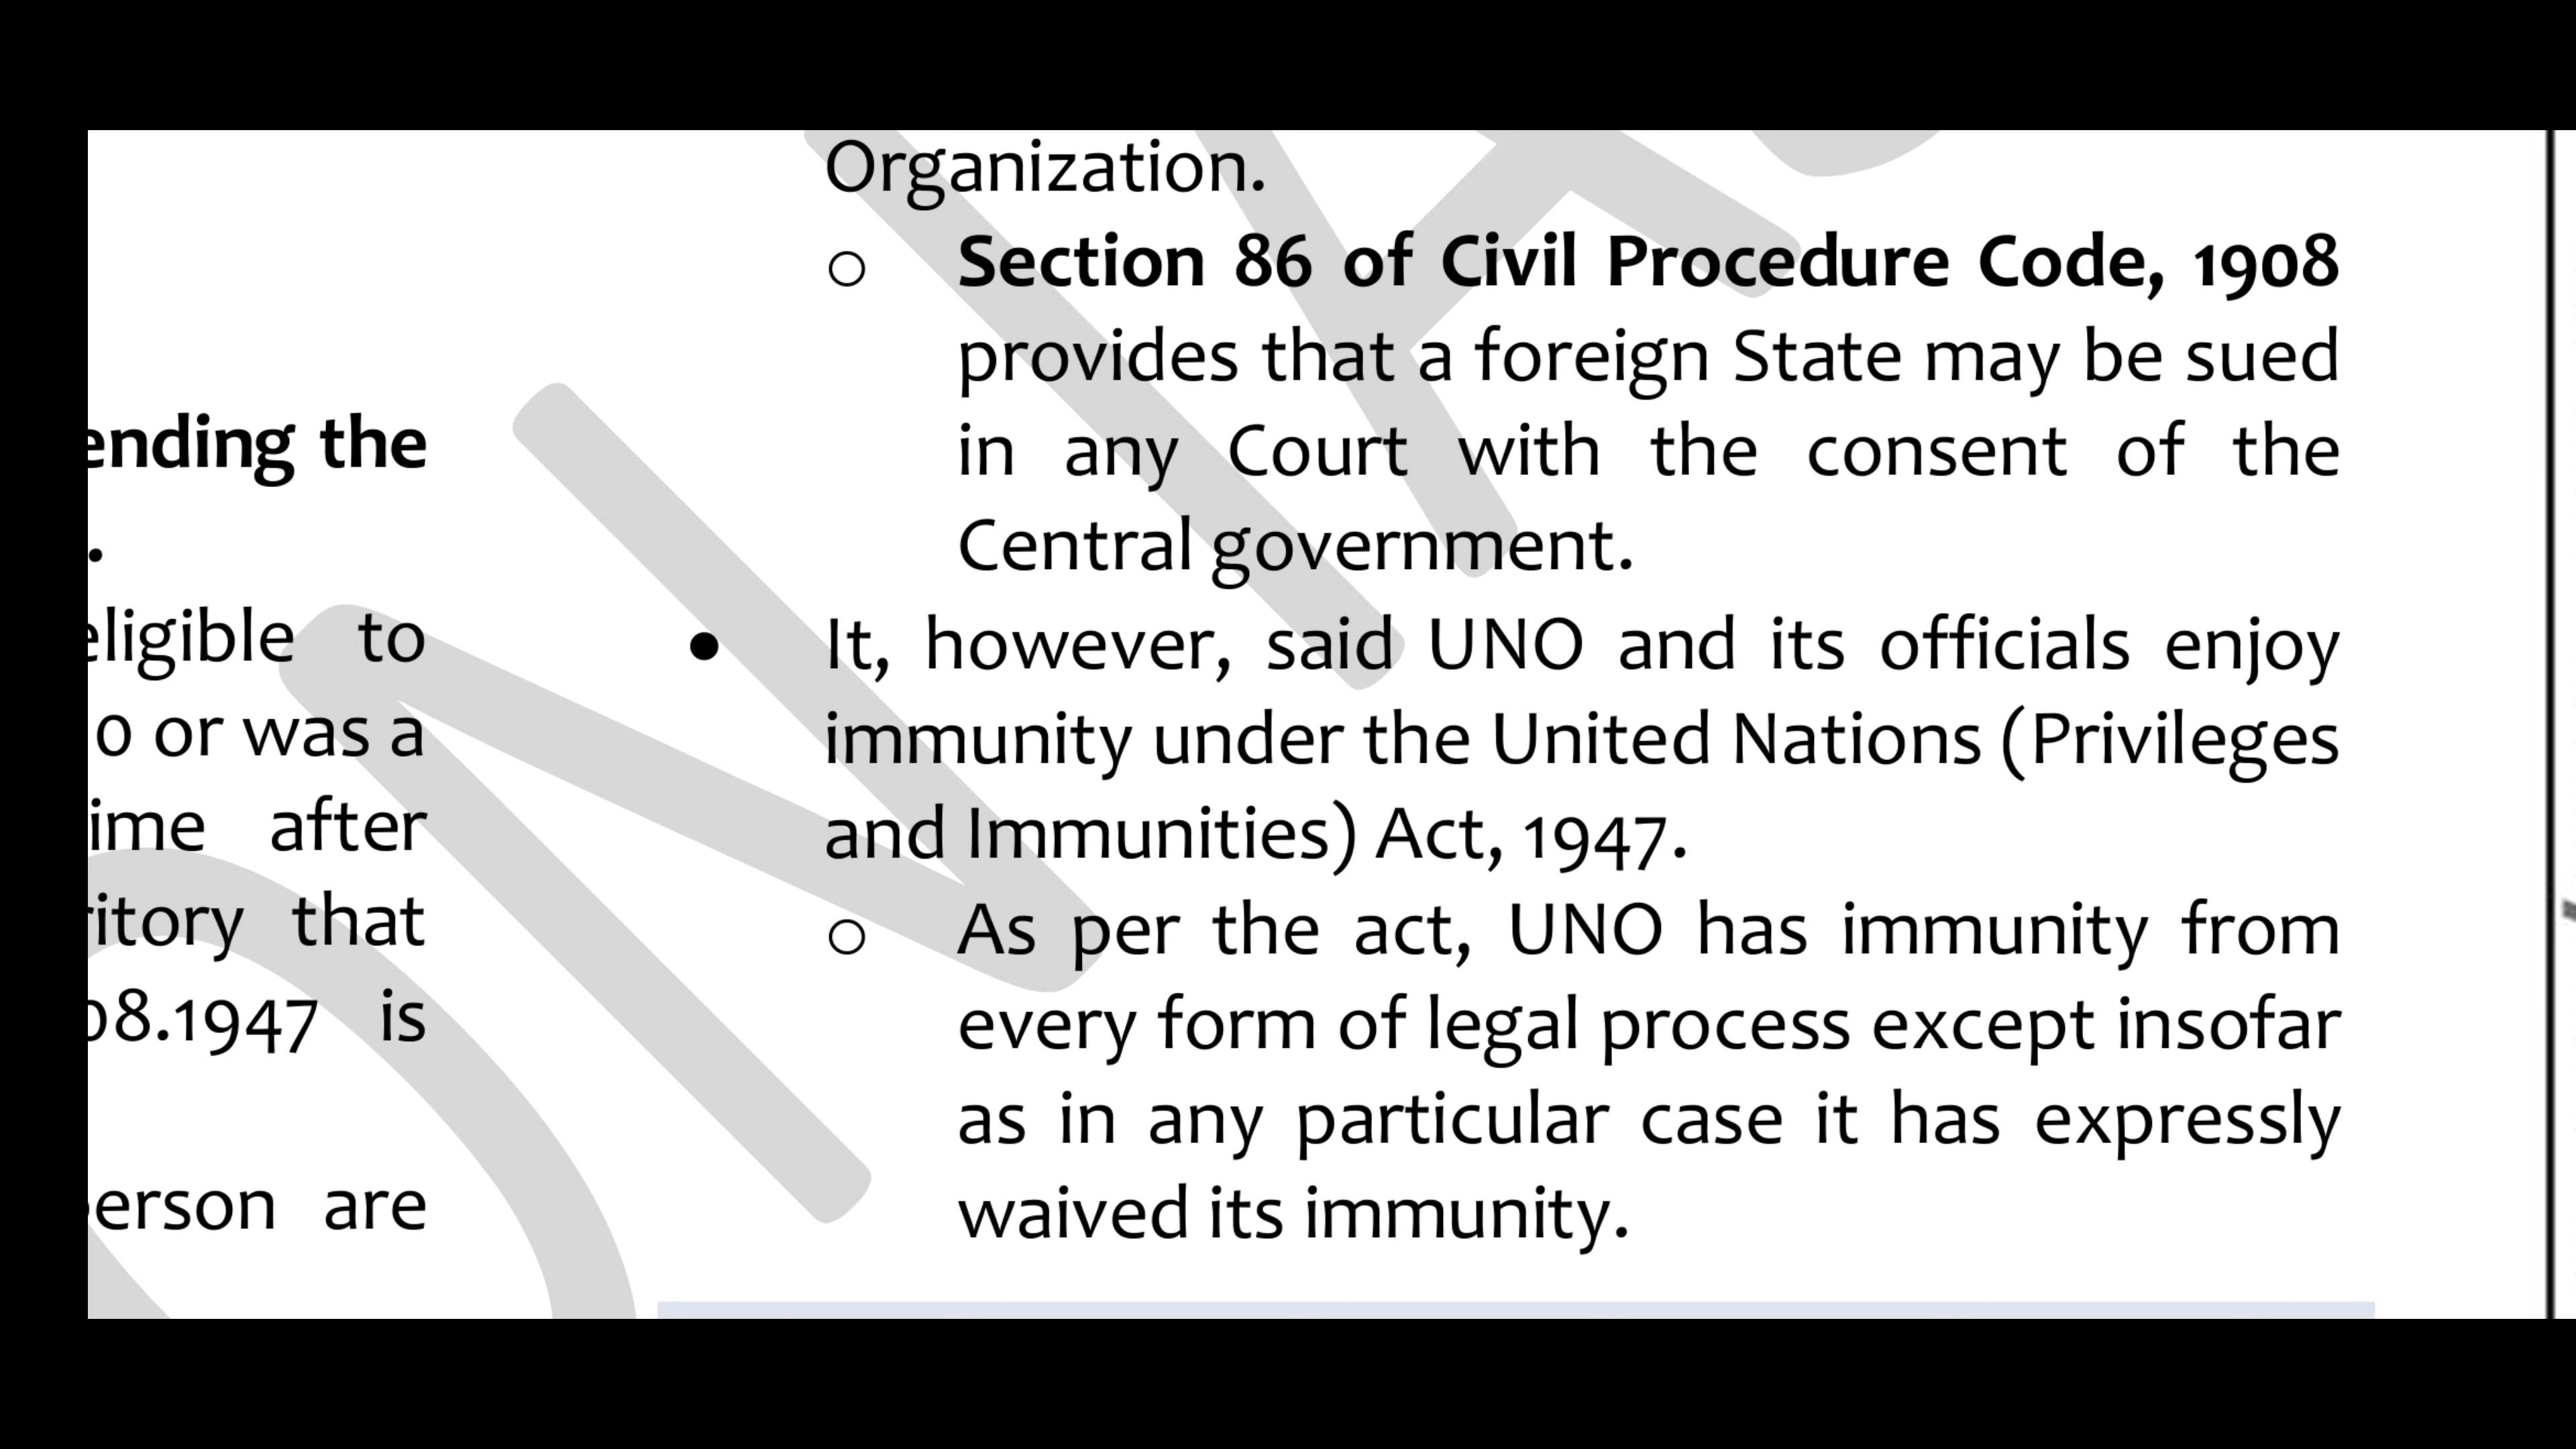 ending the
.
eligible to
0 or was a
ime after
ritory that
08.1947 is
person are
Organization.
○ Section 86 of Civil Procedure Code, 1908
provides that a foreign State may be sued
in any Court with the consent of the
Central government.
● It, however, said UNO and its officials enjoy
immunity under the United Nations (Privileges
and Immunities) Act, 1947.
○ As per the act, UNO has immunity from
every form of legal process except insofar
as in any particular case it has expressly
waived its immunity.